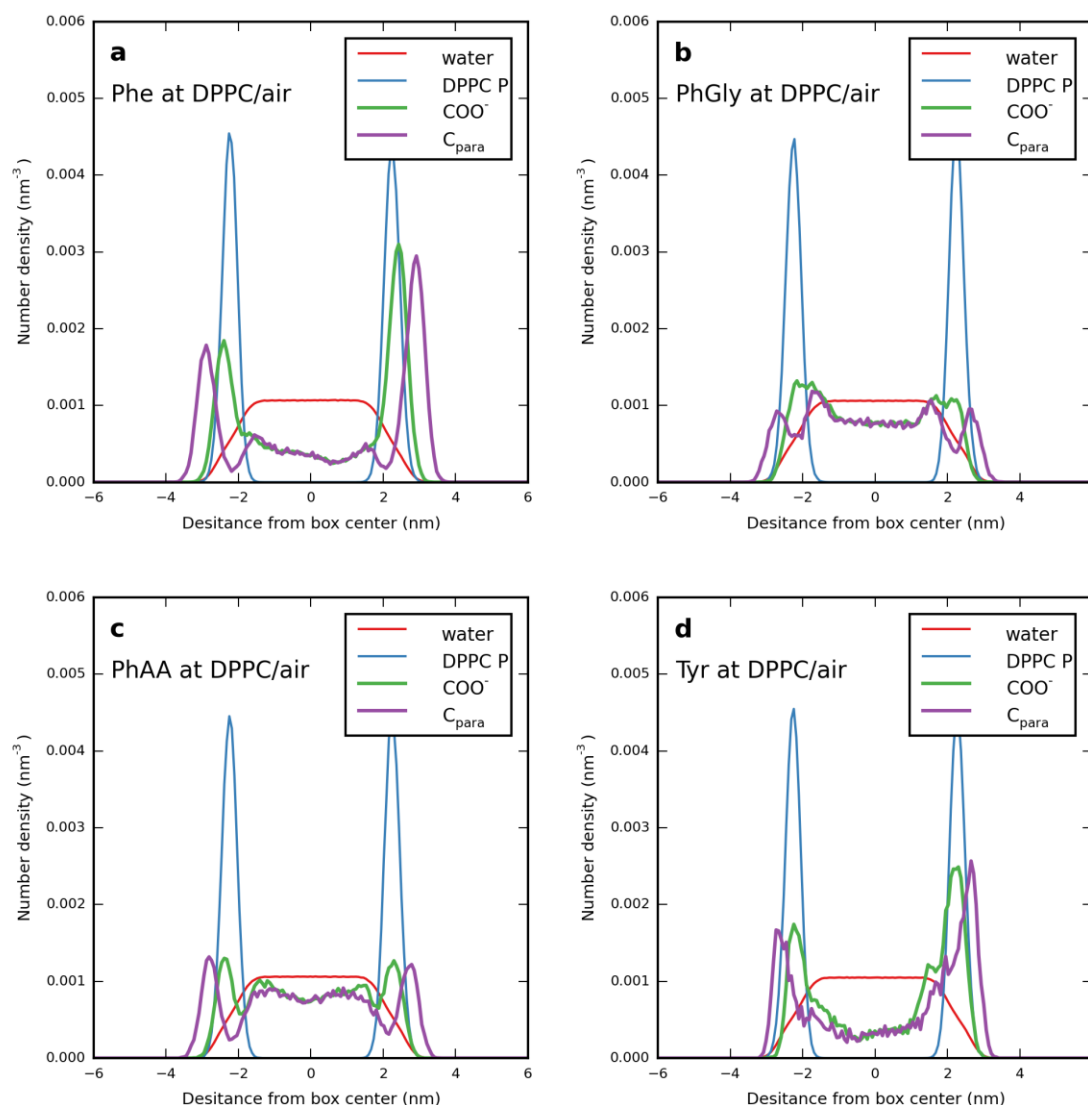 a
Phe at DPPC/air
water
DPPC P
COO⁻
C_para
0.006
0.005
0.004
0.003
0.002
0.001
0.000
Number density (nm⁻³)
−6 −4 −2 0 2 4 6
Desitance from box center (nm)
b
PhGly at DPPC/air
water
DPPC P
COO⁻
C_para
0.006
0.005
0.004
0.003
0.002
0.001
0.000
Number density (nm⁻³)
−6 −4 −2 0 2 4
Desitance from box center (nm)
c
PhAA at DPPC/air
water
DPPC P
COO⁻
C_para
0.006
0.005
0.004
0.003
0.002
0.001
0.000
Number density (nm⁻³)
−6 −4 −2 0 2 4 6
Desitance from box center (nm)
d
Tyr at DPPC/air
water
DPPC P
COO⁻
C_para
0.006
0.005
0.004
0.003
0.002
0.001
0.000
Number density (nm⁻³)
−6 −4 −2 0 2 4
Desitance from box center (nm)